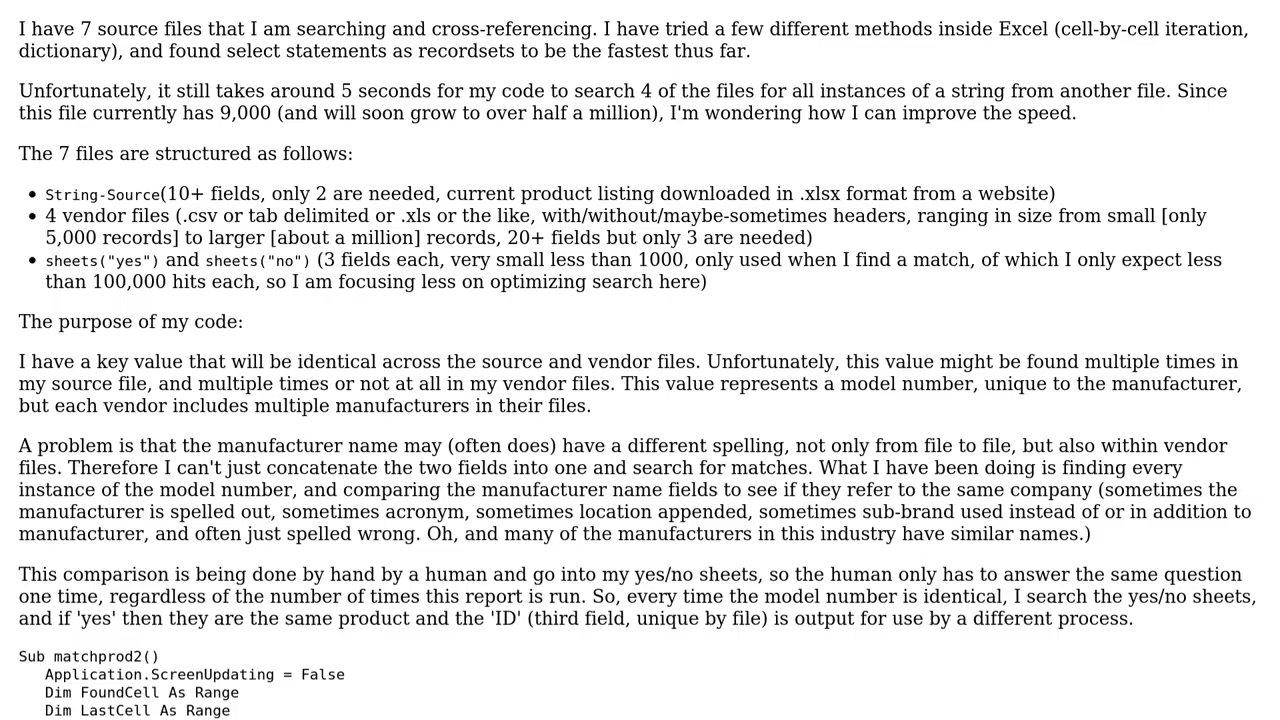 I have 7 source files that I am searching and cross-referencing. I have tried a few different methods inside Excel (cell-by-cell iteration,
dictionary), and found select statements as recordsets to be the fastest thus far.
Unfortunately, it still takes around 5 seconds for my code to search 4 of the files for all instances of a string from another file. Since
this file currently has 9,000 (and will soon grow to over half a million), I'm wondering how I can improve the speed.
The 7 files are structured as follows:
• String-Source(10+ fields, only 2 are needed, current product listing downloaded in .xlsx format from a website)
• 4 vendor files (.csv or tab delimited or .xls or the like, with/without/maybe-sometimes headers, ranging in size from small [only
5,000 records] to larger [about a million] records, 20+ fields but only 3 are needed)
• sheets("yes") and sheets("no") (3 fields each, very small less than 1000, only used when I find a match, of which I only expect less
than 100,000 hits each, so I am focusing less on optimizing search here)
The purpose of my code:
I have a key value that will be identical across the source and vendor files. Unfortunately, this value might be found multiple times in
my source file, and multiple times or not at all in my vendor files. This value represents a model number, unique to the manufacturer,
but each vendor includes multiple manufacturers in their files.
A problem is that the manufacturer name may (often does) have a different spelling, not only from file to file, but also within vendor
files. Therefore I can't just concatenate the two fields into one and search for matches. What I have been doing is finding every
instance of the model number, and comparing the manufacturer name fields to see if they refer to the same company (sometimes the
manufacturer is spelled out, sometimes acronym, sometimes location appended, sometimes sub-brand used instead of or in addition to
manufacturer, and often just spelled wrong. Oh, and many of the manufacturers in this industry have similar names.)
This comparison is being done by hand by a human and go into my yes/no sheets, so the human only has to answer the same question
one time, regardless of the number of times this report is run. So, every time the model number is identical, I search the yes/no sheets,
and if 'yes' then they are the same product and the 'ID' (third field, unique by file) is output for use by a different process.
Sub matchprod2()
Application.ScreenUpdating = False
Dim FoundCell As Range
Dim LastCell As Range